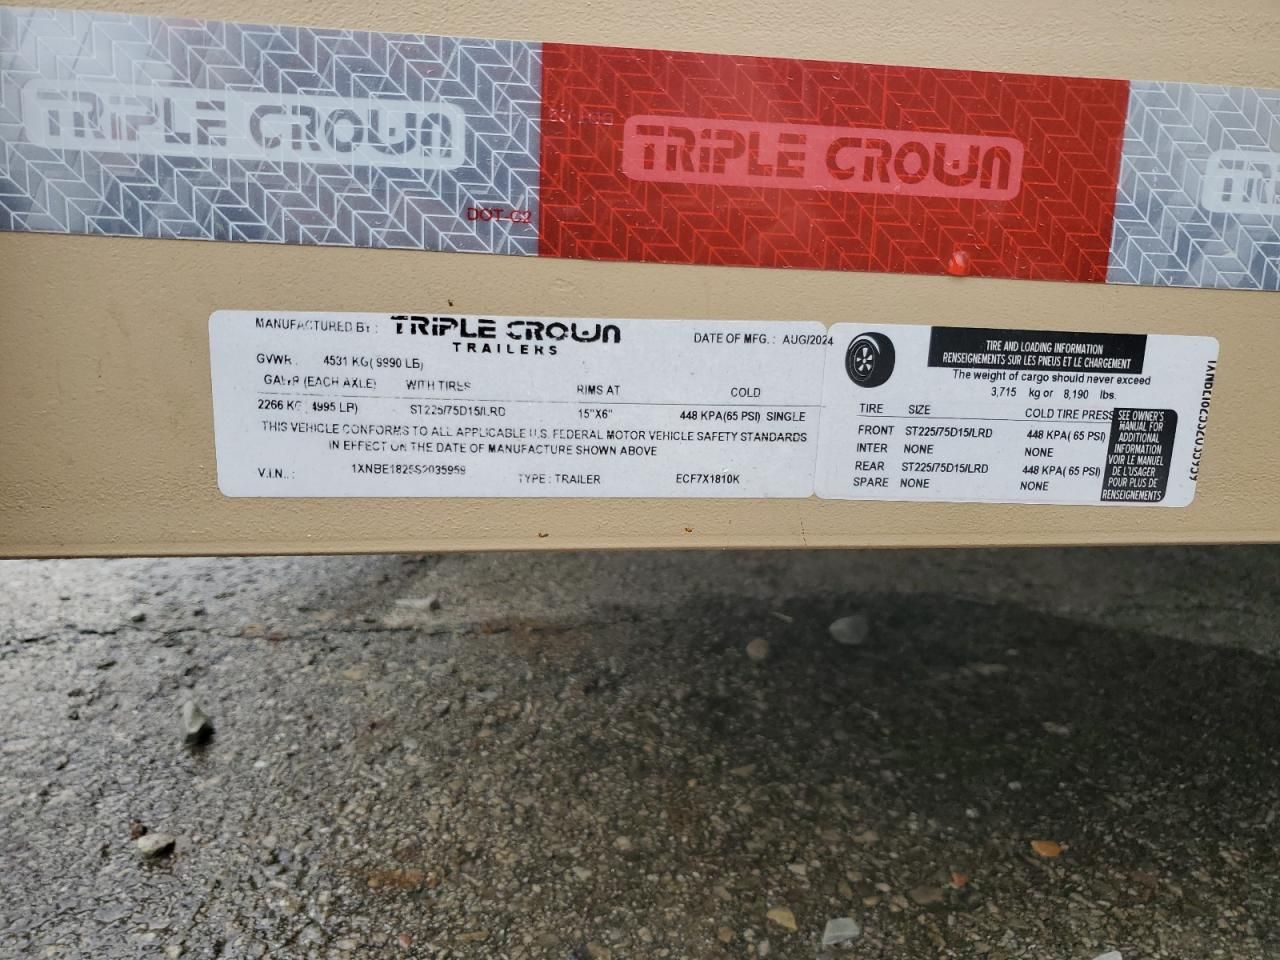 TRIPLE CROWN
DOT-C2
TRIPLE CROWN
MANUFACTURED BY: TRIPLE CROWN
TRAILERS
DATE OF MFG.: AUG/2024
GVWR: 4531 KG( 9990 LB)
GAWR (EACH AXLE) WITH TIRES RIMS AT COLD
2266 KG( 4995 LB) ST225/75D15/LRD 15"X6" 448 KPA(65 PSI) SINGLE
THIS VEHICLE CONFORMS TO ALL APPLICABLE U.S. FEDERAL MOTOR VEHICLE SAFETY STANDARDS
IN EFFECT ON THE DATE OF MANUFACTURE SHOWN ABOVE
V.I.N.: 1XNBE1825S2035959 TYPE: TRAILER ECF7X1810K
TIRE AND LOADING INFORMATION
RENSEIGNEMENTS SUR LES PNEUS ET LE CHARGEMENT
The weight of cargo should never exceed
3,715 kg or 8,190 lbs.
TIRE SIZE COLD TIRE PRESS
FRONT ST225/75D15/LRD 448 KPA( 65 PSI)
INTER NONE NONE
REAR ST225/75D15/LRD 448 KPA( 65 PSI)
SPARE NONE NONE
SEE OWNER'S
MANUAL FOR
ADDITIONAL
INFORMATION
VOIR LE MANUEL
DE L'USAGER
POUR PLUS DE
RENSEIGNEMENTS